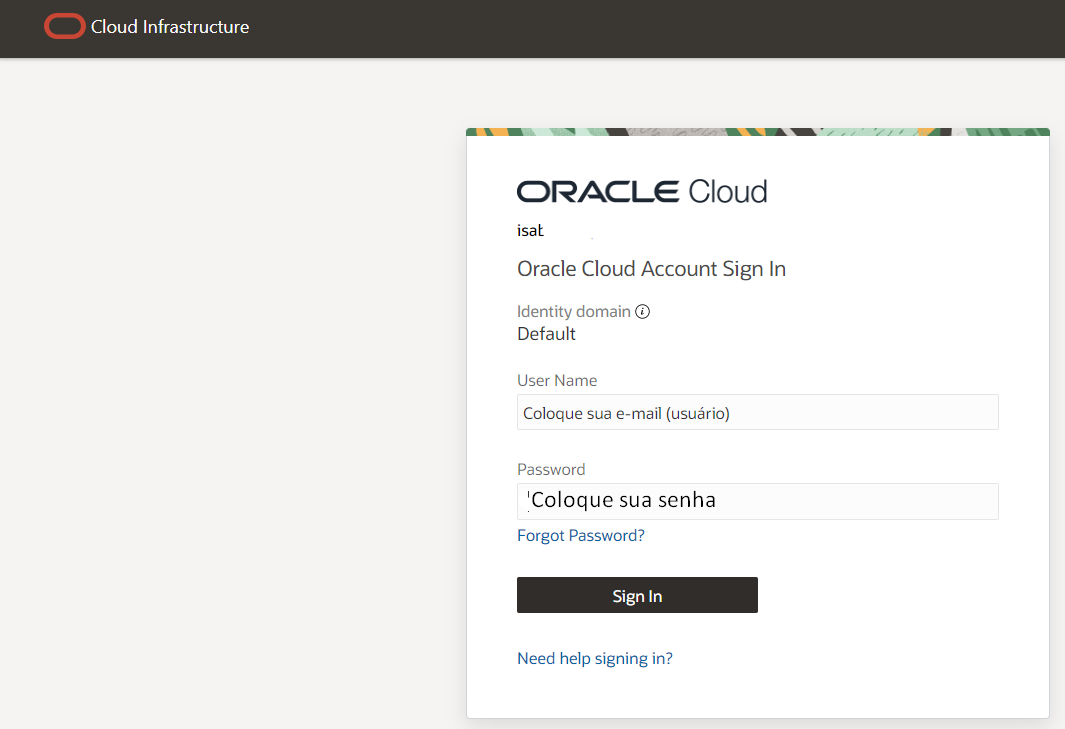 Cloud Infrastructure
ORACLE Cloud
isat
Oracle Cloud Account Sign In
Identity domain
Default
User Name
Coloque sua e-mail (usuário)
Password
Coloque sua senha
Forgot Password?
Sign In
Need help signing in?